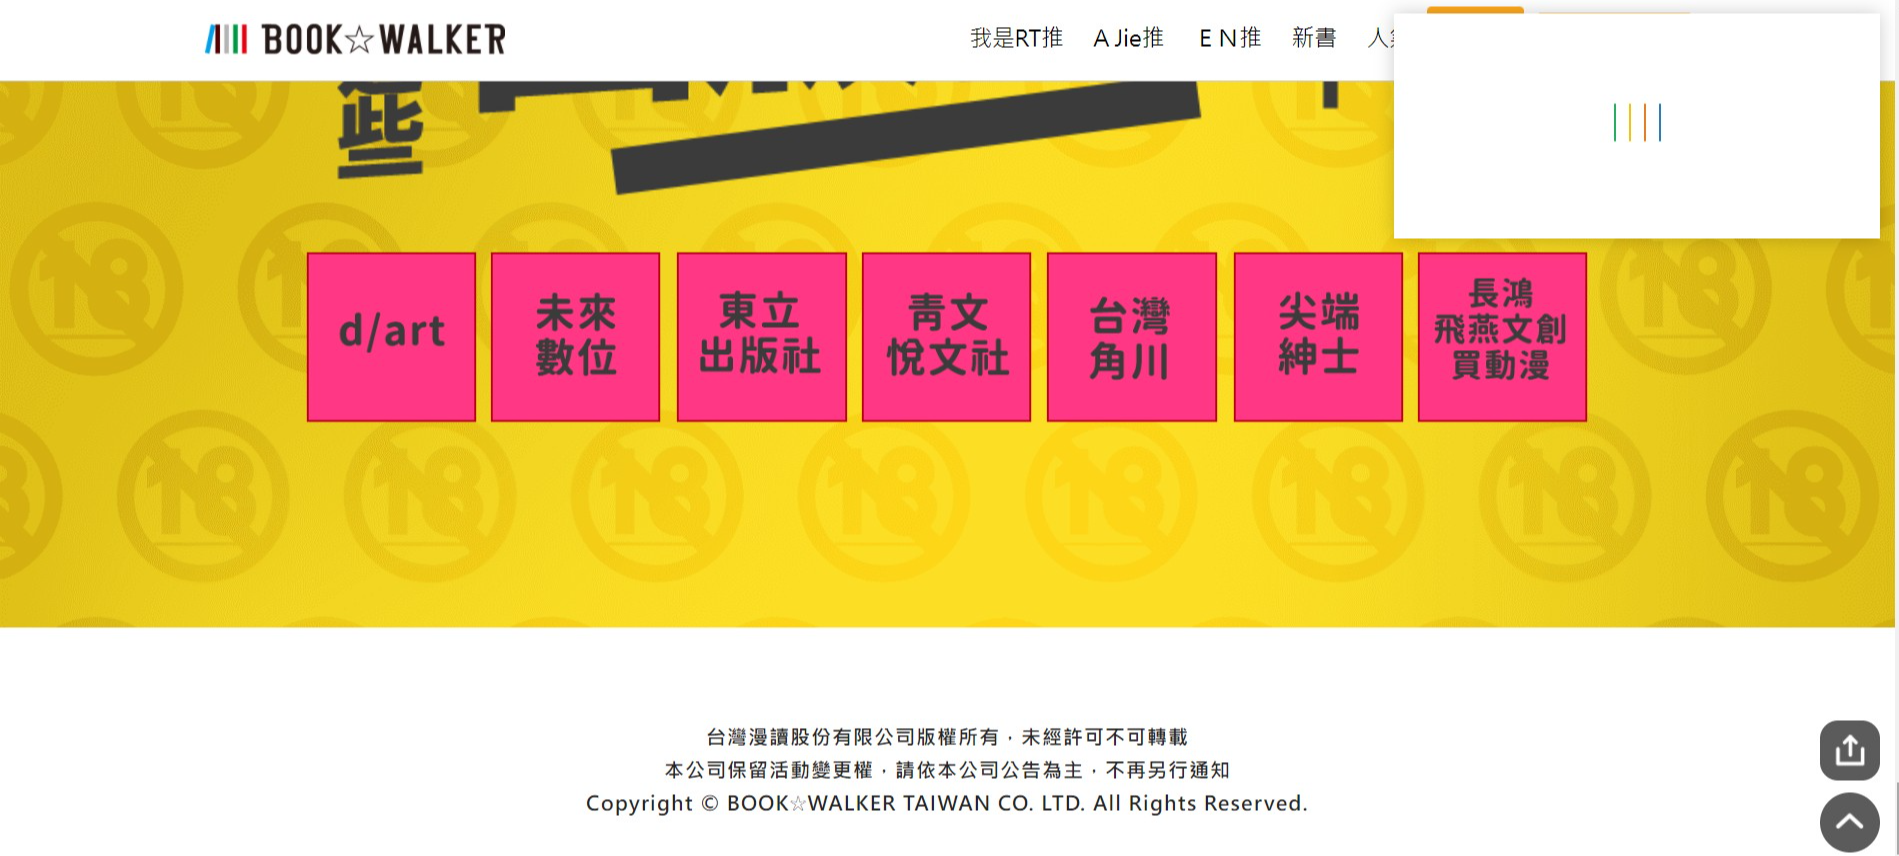 BOOK☆WALKER
我是RT推 A Jie推 E N推 新書 人
些
d/art
未來
數位
東立
出版社
青文
悅文社
台灣
角川
尖端
紳士
長鴻
飛燕文創
買動漫
台灣漫讀股份有限公司版權所有，未經許可不可轉載
本公司保留活動變更權，請依本公司公告為主，不再另行通知
Copyright © BOOK☆WALKER TAIWAN CO. LTD. All Rights Reserved.